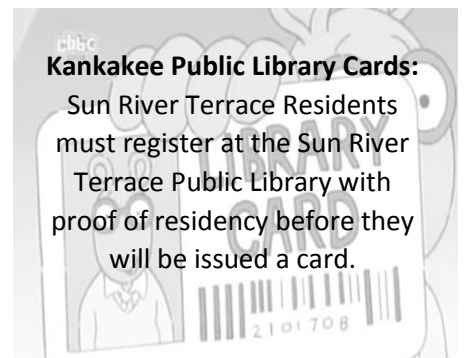 cbbc
Kankakee Public Library Cards:
Sun River Terrace Residents
must register at the Sun River
Terrace Public Library with
proof of residency before they
will be issued a card.
LIBRARY
CARD
2101708